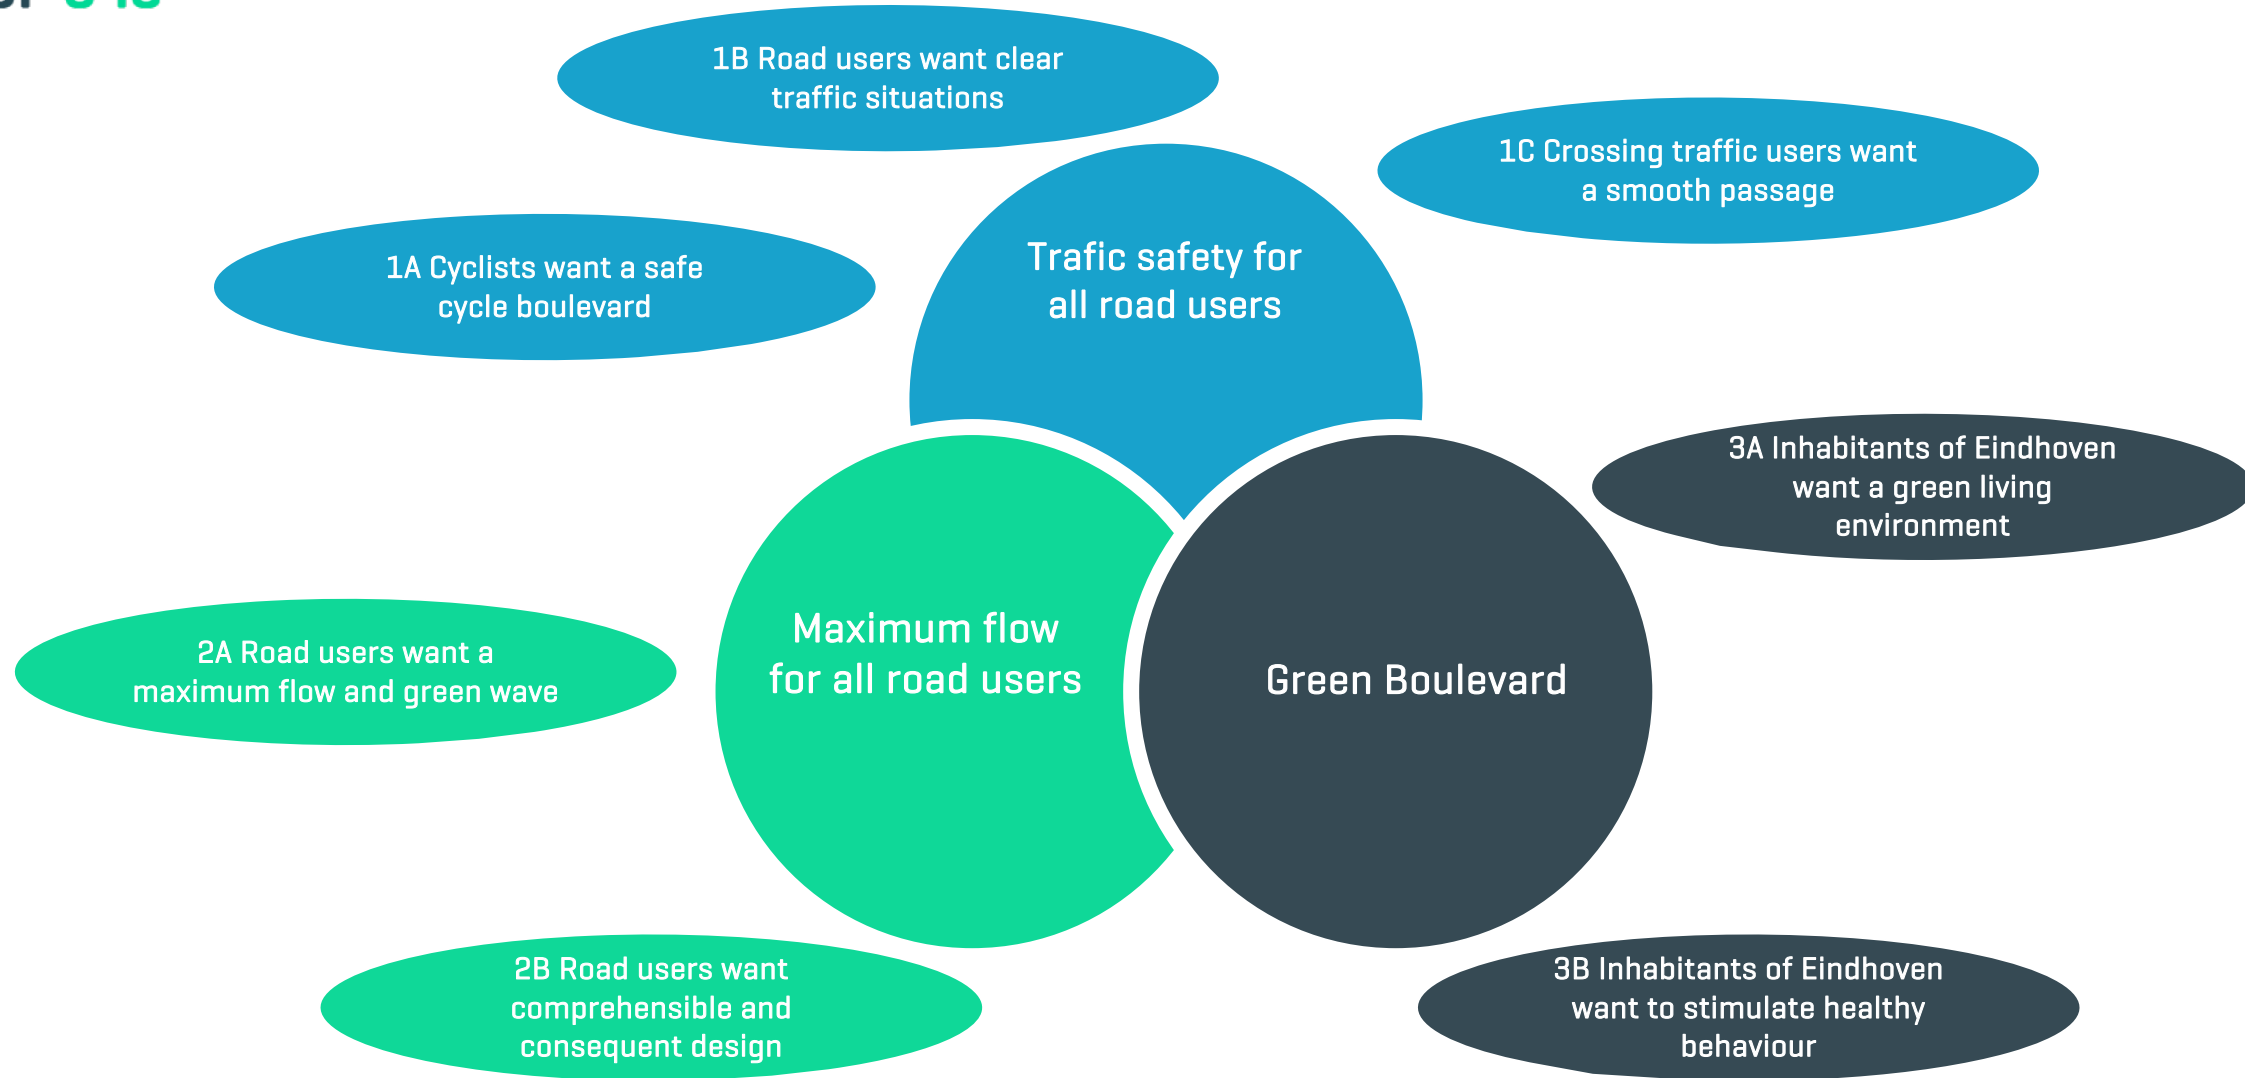 1B Road users want clear
traffic situations
1C Crossing traffic users want
a smooth passage
1A Cyclists want a safe
cycle boulevard
Trafic safety for
all road users
3A Inhabitants of Eindhoven
want a green living
environment
2A Road users want a
maximum flow and green wave
Maximum flow
for all road users
Green Boulevard
2B Road users want
comprehensible and
consequent design
3B Inhabitants of Eindhoven
want to stimulate healthy
behaviour